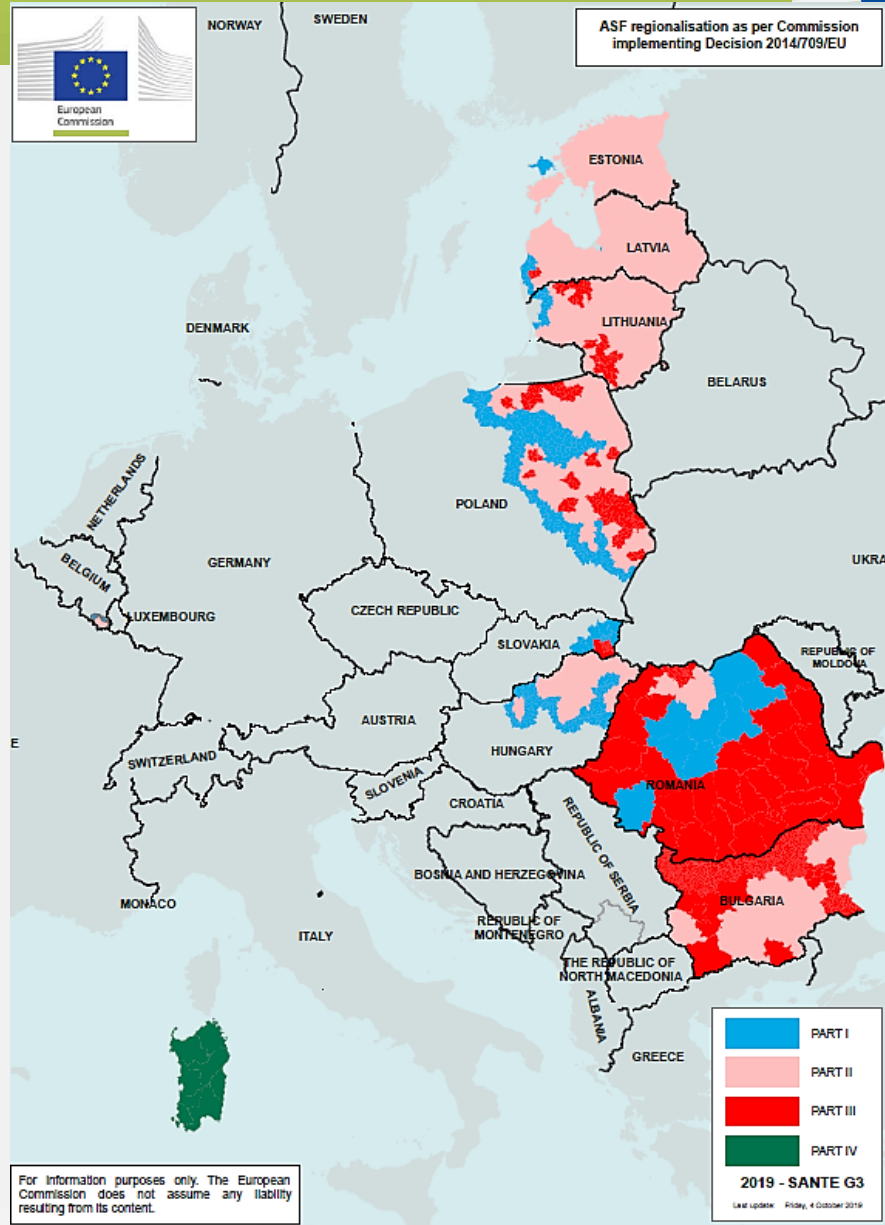 European
Commission
NORWAY
SWEDEN
ASF regionalisation as per Commission
implementing Decision 2014/709/EU
ESTONIA
LATVIA
LITHUANIA
DENMARK
BELARUS
NETHERLANDS
POLAND
BELGIUM
GERMANY
UKRA
LUXEMBOURG
CZECH REPUBLIC
SLOVAKIA
REPUBLIC OF
MOLDOVA
AUSTRIA
E
HUNGARY
SWITZERLAND
SLOVENIA
ROMANIA
CROATIA
REPUBLIC OF SERBIA
BOSNIA AND HERZEGOVINA
MONACO
BULGARIA
ITALY
REPUBLIC OF
MONTENEGRO
THE REPUBLIC OF
NORTH MACEDONIA
ALBANIA
GREECE
PART I
PART II
PART III
PART IV
2019 - SANTE G3
Last update: Friday, 4 October 2019
For information purposes only. The European
Commission does not assume any liability
resulting from its content.